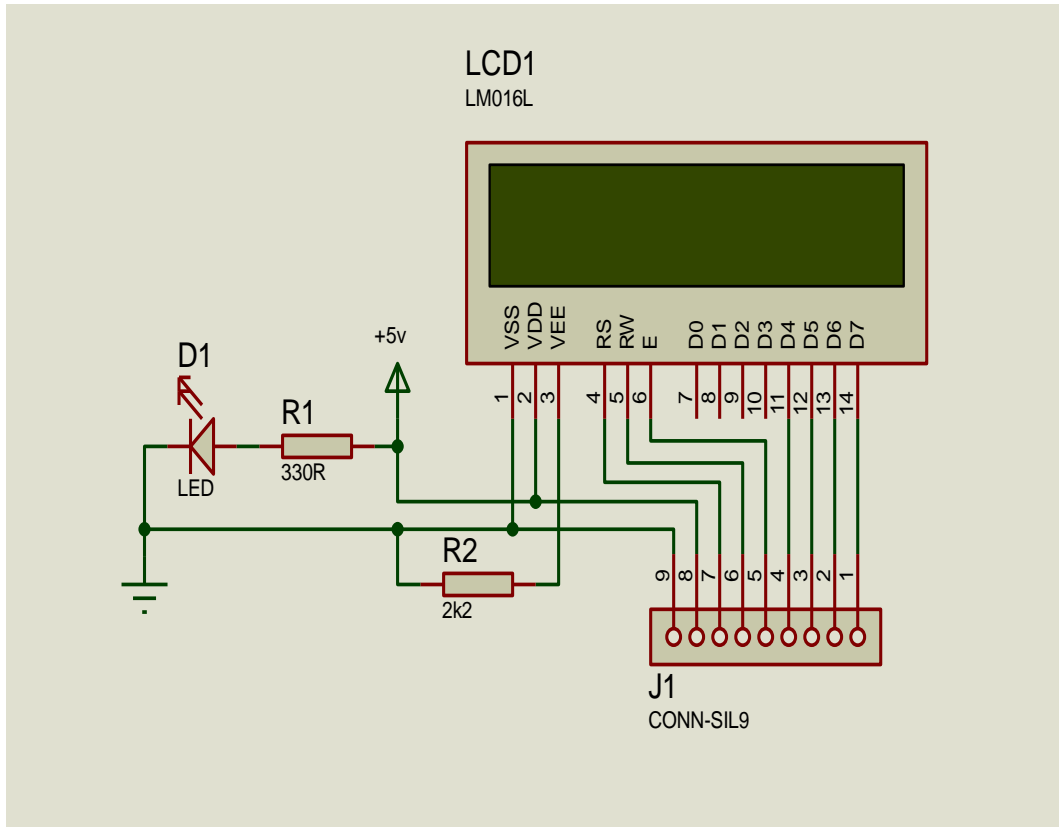 LCD1
LM016L
VSS
VDD
VEE
RS
RW
E
D0
D1
D2
D3
D4
D5
D6
D7
1
2
3
4
5
6
7
8
9
10
11
12
13
14
+5v
D1
LED
R1
330R
R2
2k2
9
8
7
6
5
4
3
2
1
J1
CONN-SIL9